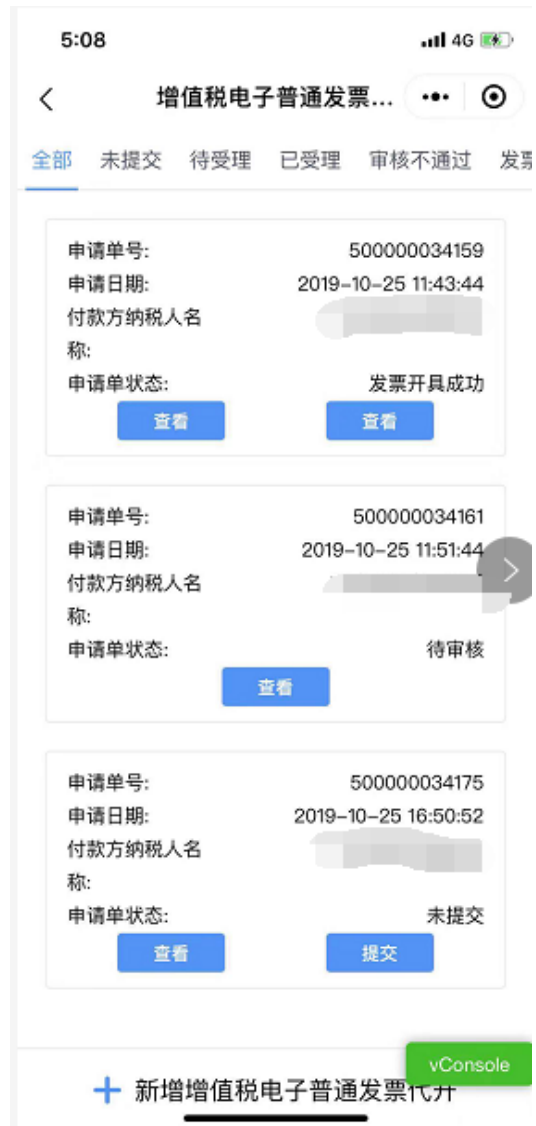 5:08
4G
增值税电子普通发票...
全部 未提交 待受理 已受理 审核不通过 发票
申请单号: 500000034159
申请日期: 2019-10-25 11:43:44
付款方纳税人名
称:
申请单状态: 发票开具成功
查看 查看
申请单号: 500000034161
申请日期: 2019-10-25 11:51:44
付款方纳税人名
称:
申请单状态: 待审核
查看
申请单号: 500000034175
申请日期: 2019-10-25 16:50:52
付款方纳税人名
称:
申请单状态: 未提交
查看 提交
vConsole
新增增值税电子普通发票代开